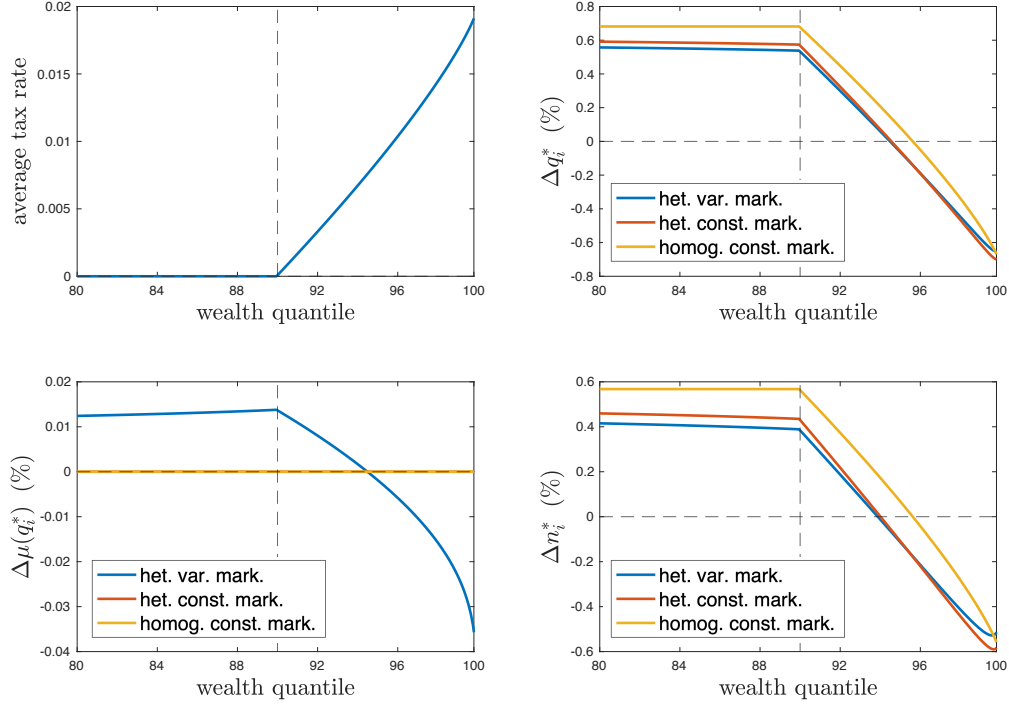 average tax rate
0.02
0.015
0.01
0.005
0
80 84 88 92 96 100
wealth quantile
Δq_i^* (%)
0.8
0.6
0.4
0.2
0
-0.2
-0.4
-0.6
-0.8
het. var. mark.
het. const. mark.
homog. const. mark.
80 84 88 92 96 100
wealth quantile
Δμ(q_i^*) (%)
0.02
0.01
0
-0.01
-0.02
-0.03
-0.04
het. var. mark.
het. const. mark.
homog. const. mark.
80 84 88 92 96 100
wealth quantile
Δn_i^* (%)
0.6
0.4
0.2
0
-0.2
-0.4
-0.6
het. var. mark.
het. const. mark.
homog. const. mark.
80 84 88 92 96 100
wealth quantile